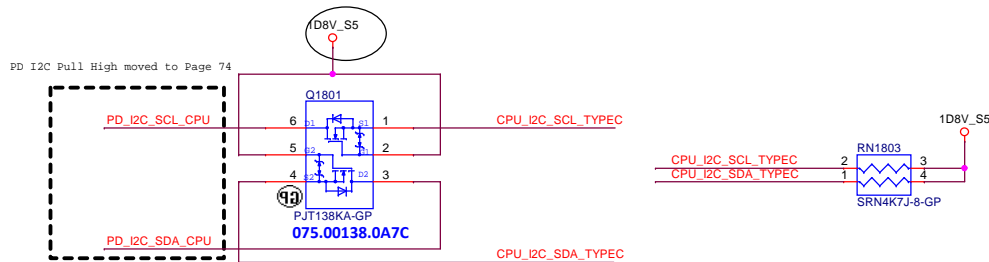 1D8V_S5
PD I2C Pull High moved to Page 74
Q1801
PD_I2C_SCL_CPU
6
D1
S1
1
CPU_I2C_SCL_TYPEC
5
G2
G1
2
4
S2
D2
3
GP
PJT138KA-GP
075.00138.0A7C
PD_I2C_SDA_CPU
CPU_I2C_SDA_TYPEC
1D8V_S5
RN1803
CPU_I2C_SCL_TYPEC
2
3
CPU_I2C_SDA_TYPEC
1
4
SRN4K7J-8-GP